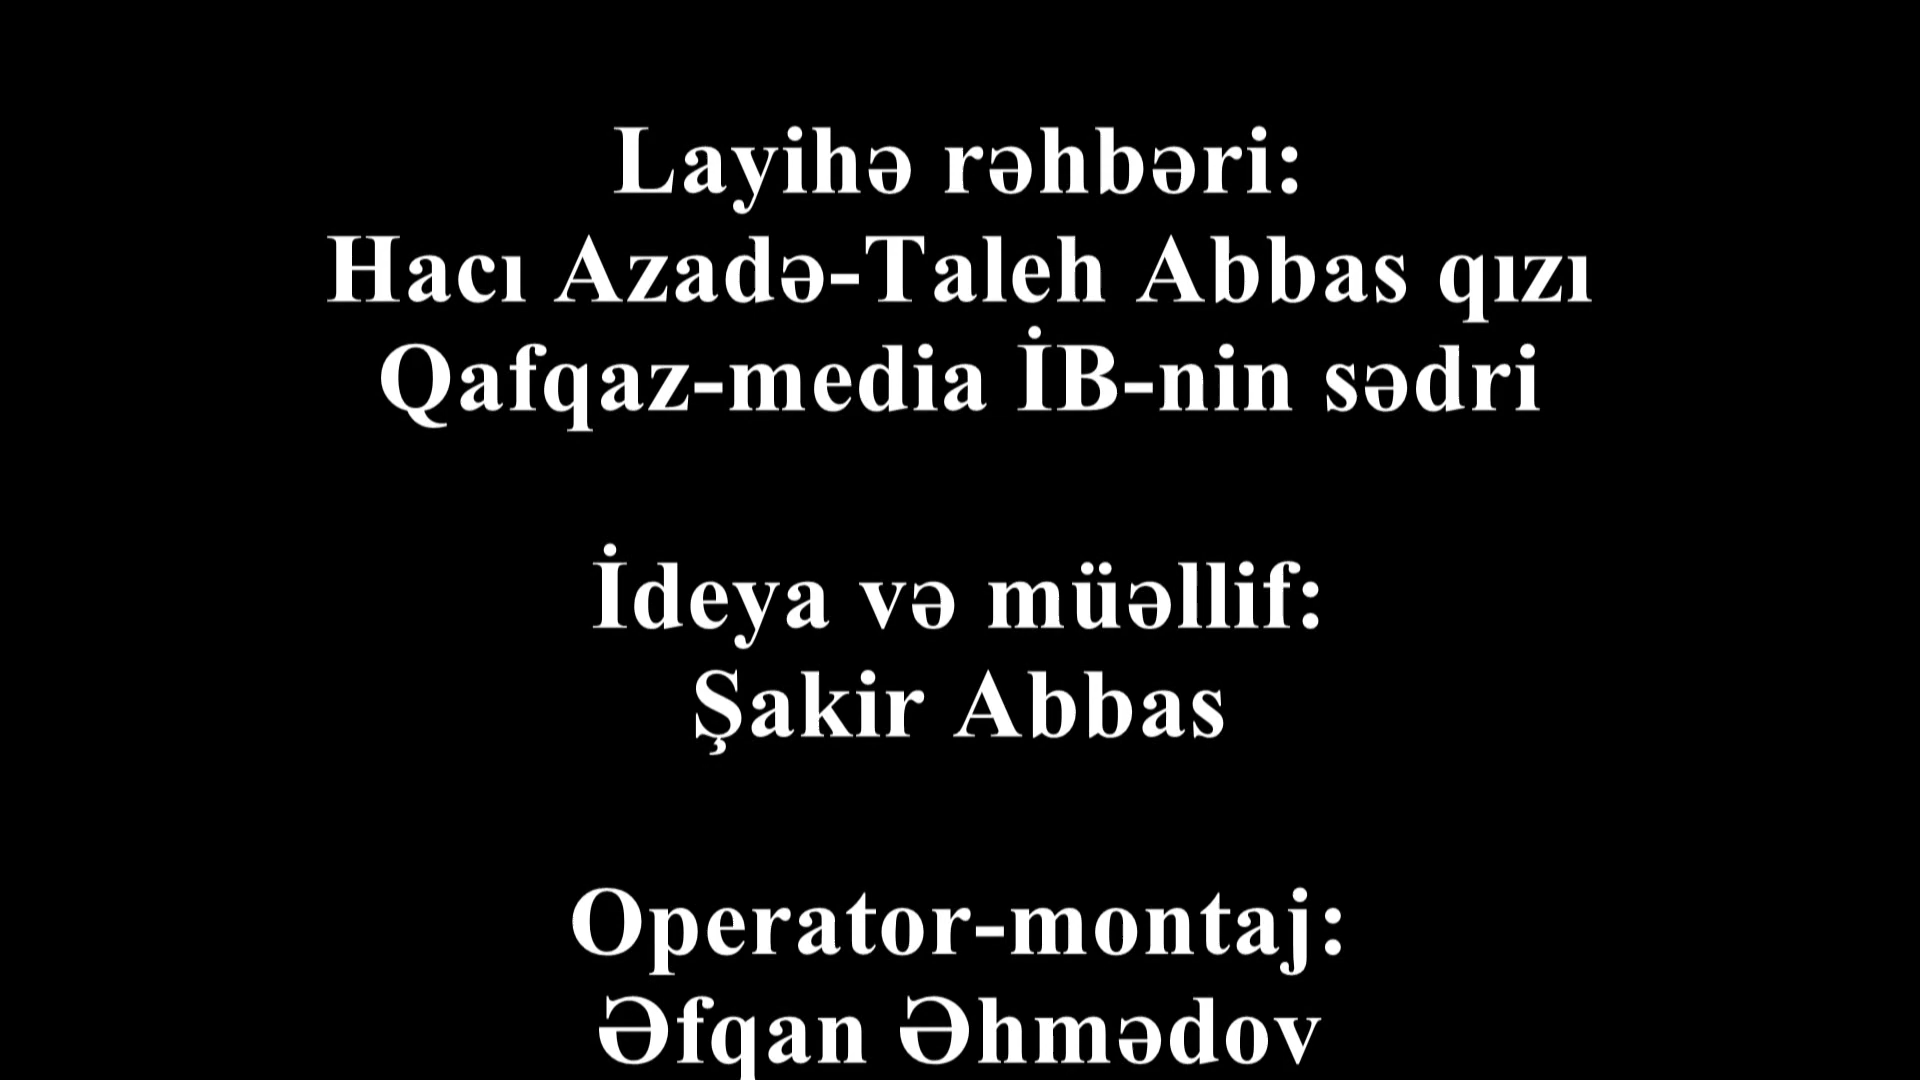 Layihə rəhbəri:
Hacı Azadə-Taleh Abbas qızı
Qafqaz-media İB-nin sədri
İdeya və müəllif:
Şakir Abbas
Operator-montaj:
Əfqan Əhmədov